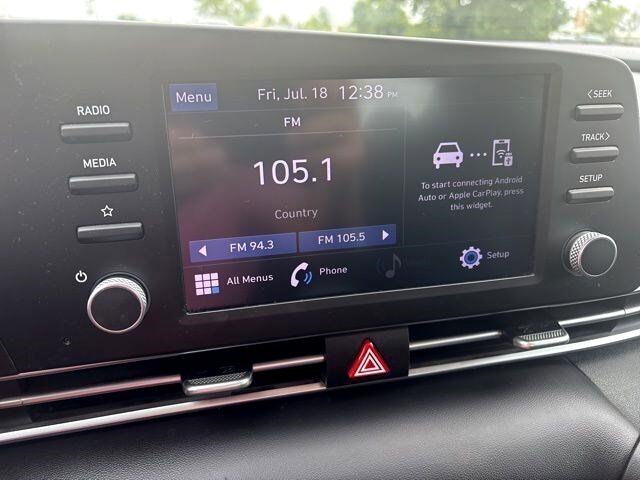 Menu
Fri, Jul. 18 12:38 PM
FM
105.1
Country
FM 94.3
FM 105.5
To start connecting Android
Auto or Apple CarPlay, press
this widget.
All Menus
Phone
Setup
RADIO
MEDIA
<SEEK
TRACK>
SETUP